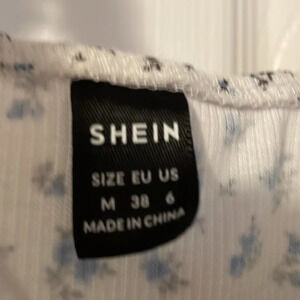 SHEIN
SIZE EU US
M 38 6
MADE IN CHINA